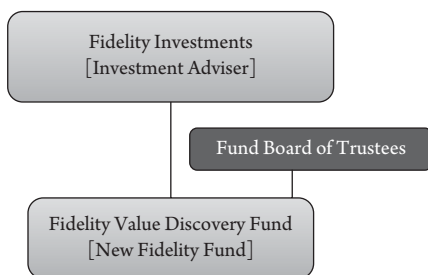 Fidelity Investments
[Investment Adviser]
Fund Board of Trustees
Fidelity Value Discovery Fund
[New Fidelity Fund]